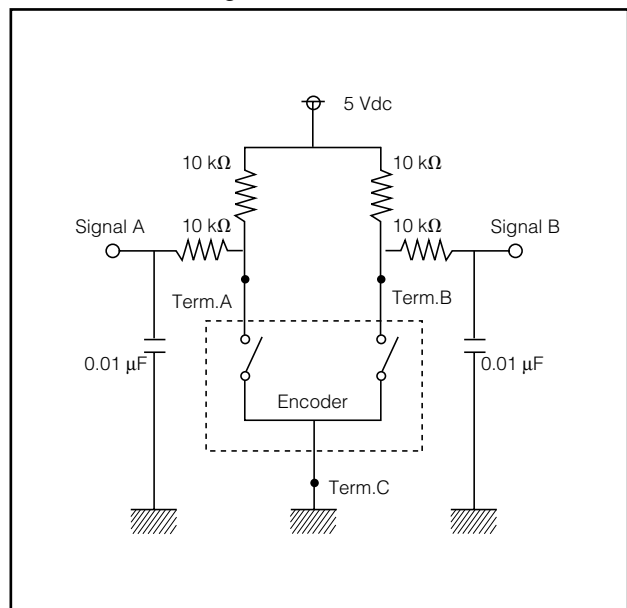 5 Vdc
10 kΩ 10 kΩ
10 kΩ 10 kΩ
Signal A Signal B
Term.A Term.B
0.01 µF 0.01 µF
Encoder
Term.C